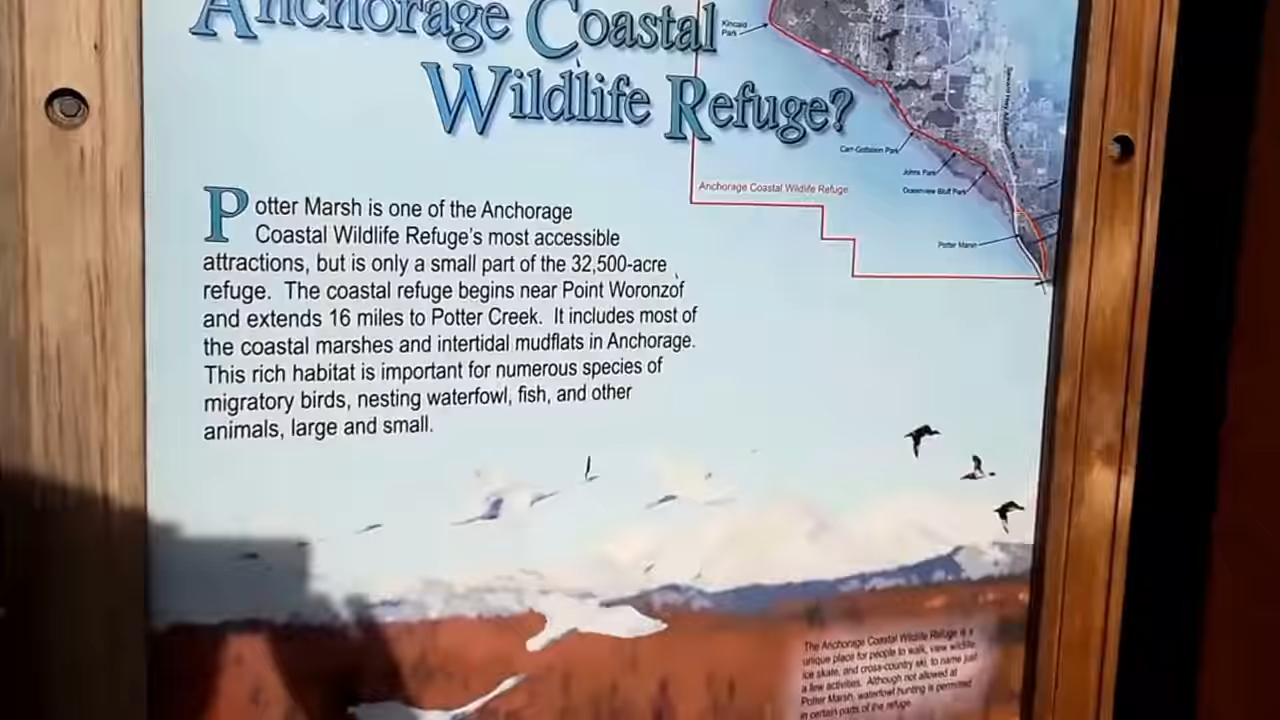 Anchorage Coastal
Wildlife Refuge?
Kincaid
Park
Carr-Gottstein Park
Johns Park
Oceanview Bluff Park
Anchorage Coastal Wildlife Refuge
Potter Marsh
Potter Marsh is one of the Anchorage
Coastal Wildlife Refuge's most accessible
attractions, but is only a small part of the 32,500-acre
refuge. The coastal refuge begins near Point Woronzof
and extends 16 miles to Potter Creek. It includes most of
the coastal marshes and intertidal mudflats in Anchorage.
This rich habitat is important for numerous species of
migratory birds, nesting waterfowl, fish, and other
animals, large and small.
The Anchorage Coastal Wildlife Refuge is a
unique place for people to walk, view wildlife,
ice skate, and cross-country ski, to name just
a few activities. Although not allowed at
Potter Marsh, waterfowl hunting is permitted
in certain parts of the refuge.